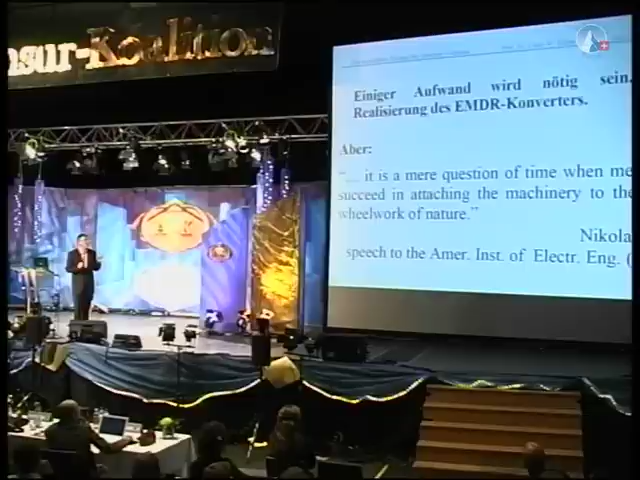 nsur-Koalition
Einiger Aufwand wird nötig sein.
Realisierung des EMDR-Konverters.
Aber:
"... it is a mere question of time when me
succeed in attaching the machinery to the
wheelwork of nature."
Nikola
speech to the Amer. Inst. of Electr. Eng. (
A Z K